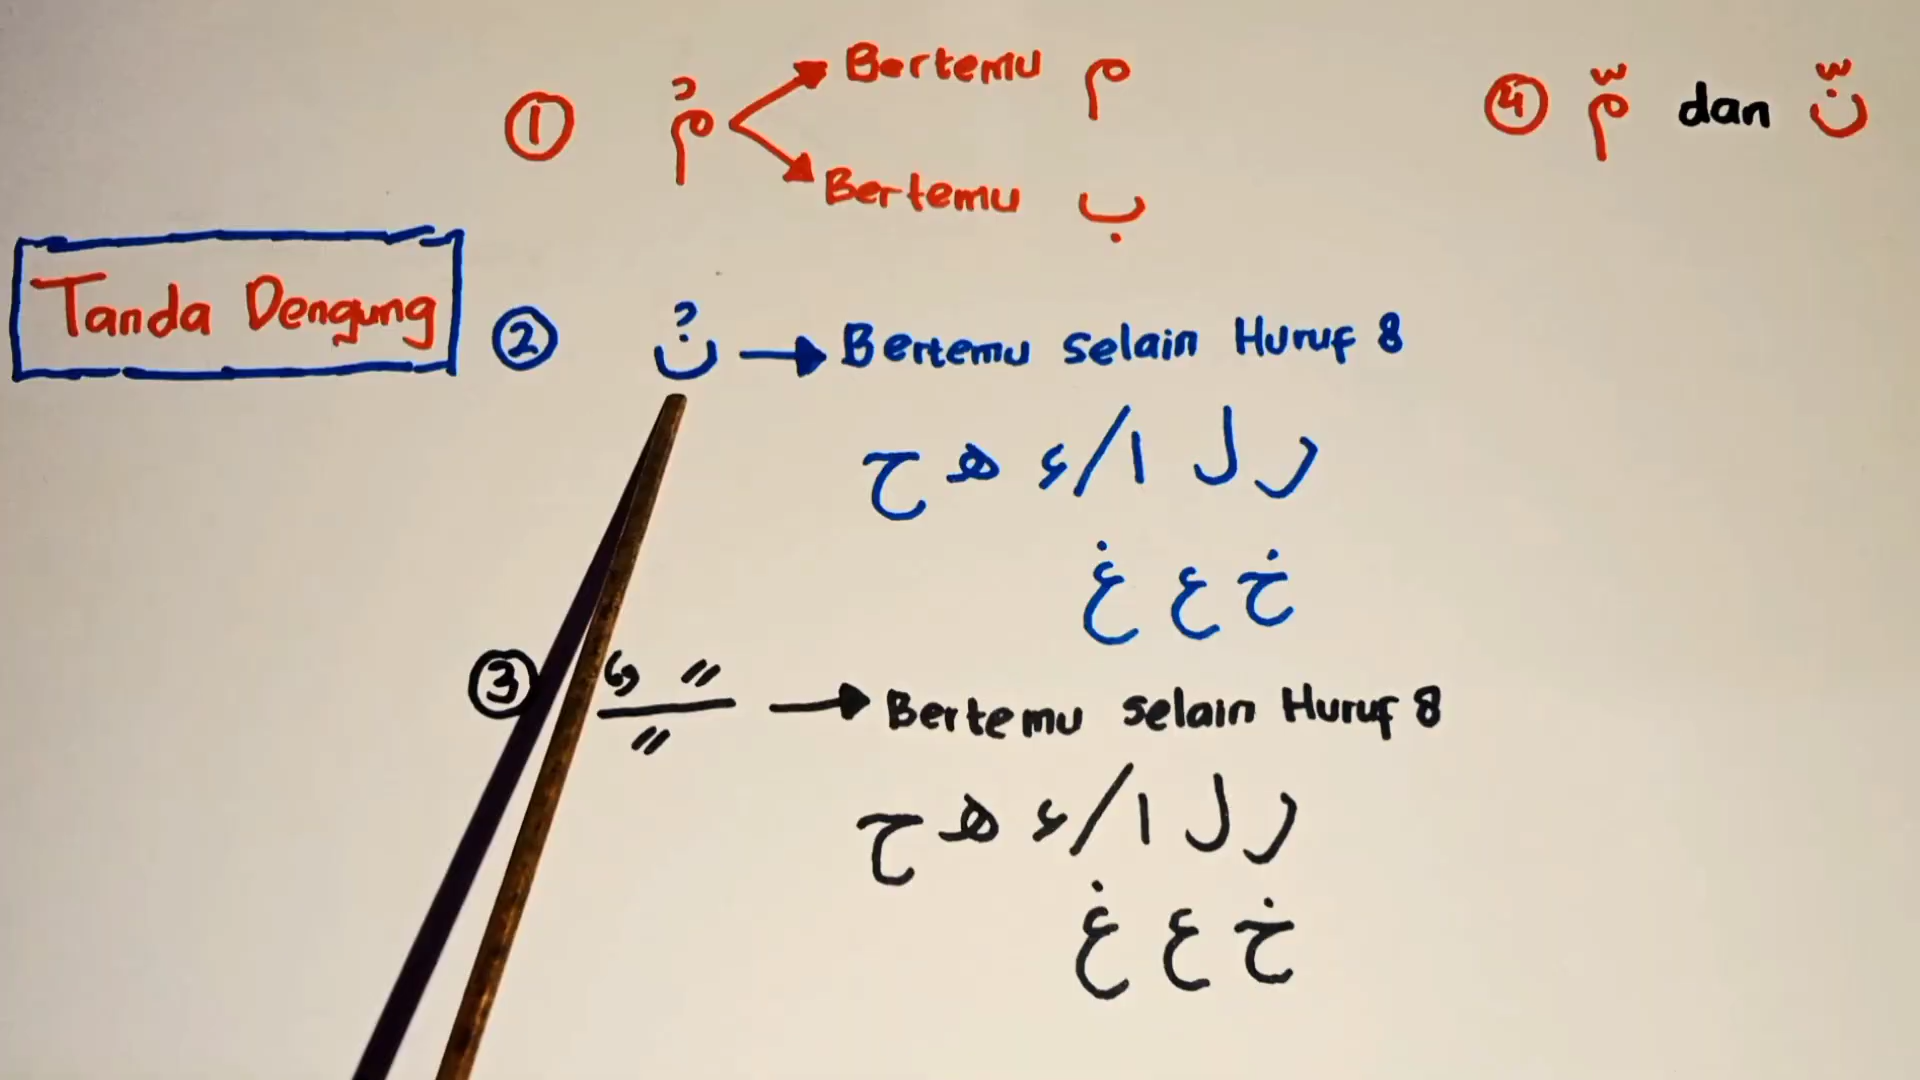 Tanda Dengung
① مْ Bertemu م
Bertemu ب
② نْ → Bertemu selain Huruf 8
ر ل ا/ء ه ح
خ ع غ
③ ـٌـ ـً ـٍ → Bertemu selain Huruf 8
ر ل ا/ء ه ح
خ ع غ
④ مّ dan نّ